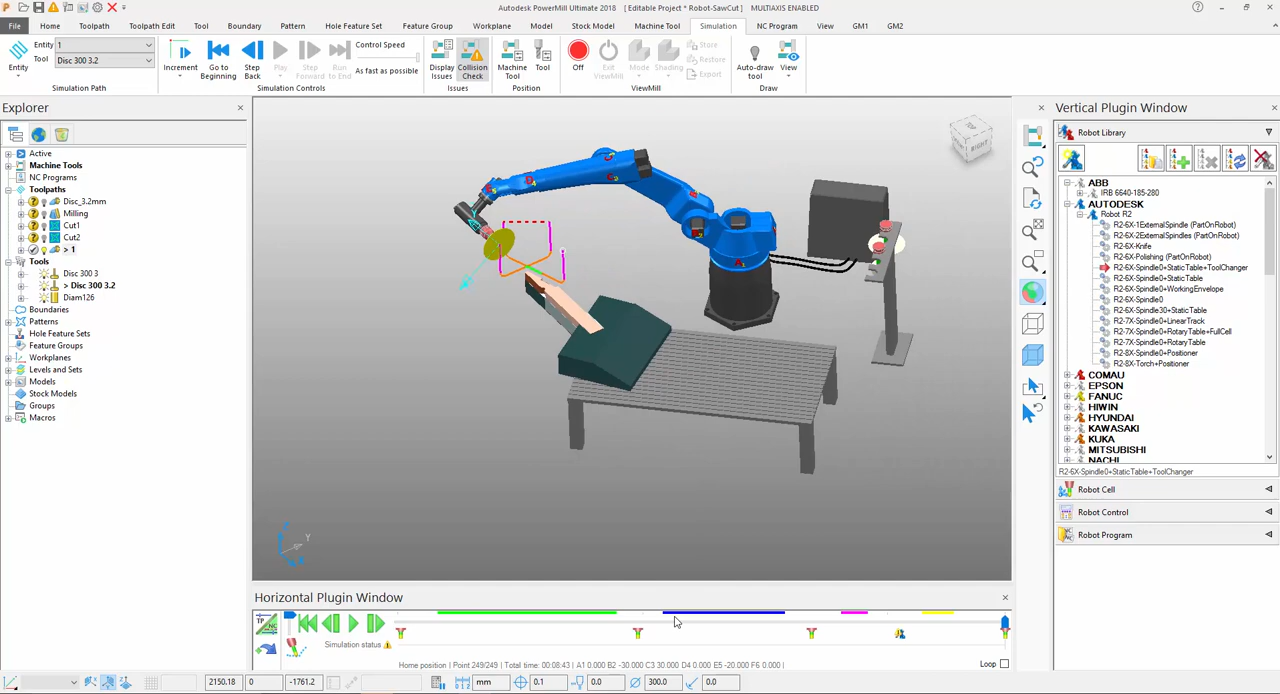 Autodesk PowerMill Ultimate 2018 [ Editable Project * Robot-SawCut ] MULTIAXIS ENABLED
File Home Toolpath Toolpath Edit Tool Boundary Pattern Hole Feature Set Feature Group Workplane Model Stock Model Machine Tool Simulation NC Program View GM1 GM2
Entity 1
Tool Disc 300 3.2
Entity
Simulation Path
Increment
Go to Beginning
Step Back
Play
Step Forward
Run to End
Control Speed
As fast as possible
Simulation Controls
Display Issues
Collision Check
Issues
Machine Tool
Tool
Position
Off
Exit ViewMill
Mode
Shading
Store
Restore
Export
ViewMill
Auto-draw tool
View
Draw
Explorer
Active
Machine Tools
NC Programs
Toolpaths
Disc_3.2mm
Milling
Cut1
Cut2
> 1
Tools
Disc 300 3
> Disc 300 3.2
Diam126
Boundaries
Patterns
Hole Feature Sets
Feature Groups
Workplanes
Levels and Sets
Models
Stock Models
Groups
Macros
RIGHT
Y
Vertical Plugin Window
Robot Library
ABB
IRB 6640-185-280
AUTODESK
Robot R2
R2-6X-1ExternalSpindle (PartOnRobot)
R2-6X-2ExternalSpindles (PartOnRobot)
R2-6X-Knife
R2-6X-Polishing (PartOnRobot)
R2-6X-Spindle0+StaticTable+ToolChanger
R2-6X-Spindle0+StaticTable
R2-6X-Spindle0+WorkingEnvelope
R2-6X-Spindle0
R2-6X-Spindle30+StaticTable
R2-7X-Spindle0+LinearTrack
R2-7X-Spindle0+RotaryTable+FullCell
R2-7X-Spindle0+RotaryTable
R2-8X-Spindle0+Positioner
R2-8X-Torch+Positioner
COMAU
EPSON
FANUC
HIWIN
HYUNDAI
KAWASAKI
KUKA
MITSUBISHI
NACHI
R2-6X-Spindle0+StaticTable+ToolChanger
Robot Cell
Robot Control
Robot Program
Horizontal Plugin Window
TP NC
Simulation status
Home position | Point 249/249 | Total time: 00:08:43 | A1 0.000 B2 -30.000 C3 30.000 D4 0.000 E5 -20.000 F6 0.000 |
Loop
2150.18 0 -1761.2 mm 0.1 0.0 300.0 0.0